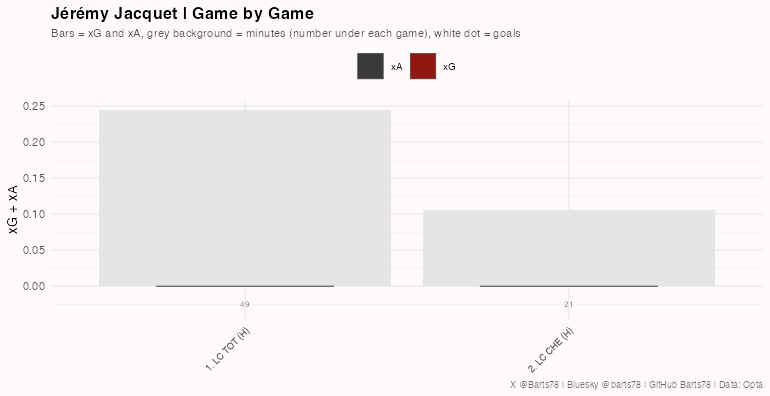 Jérémy Jacquet | Game by Game
Bars = xG and xA, grey background = minutes (number under each game), white dot = goals
xA xG
xG + xA
0.25
0.20
0.15
0.10
0.05
0.00
49 21
1. LC TOT (H) 2. LC CHE (H)
X @Barts78 | Bluesky @barts78 | GitHub Barts78 | Data: Opta